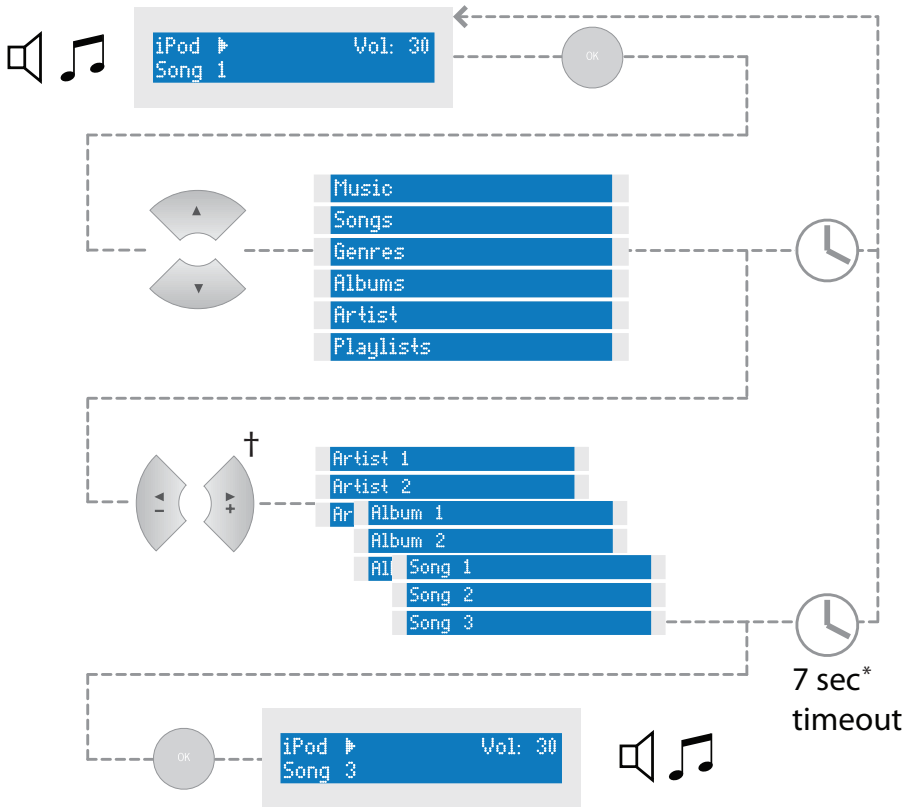 iPod Vol: 30
Song 1
OK
Music
Songs
Genres
Albums
Artist
Playlists
†
Artist 1
Artist 2
Ar
Album 1
Album 2
Al
Song 1
Song 2
Song 3
− +
7 sec*
timeout
OK
iPod Vol: 30
Song 3